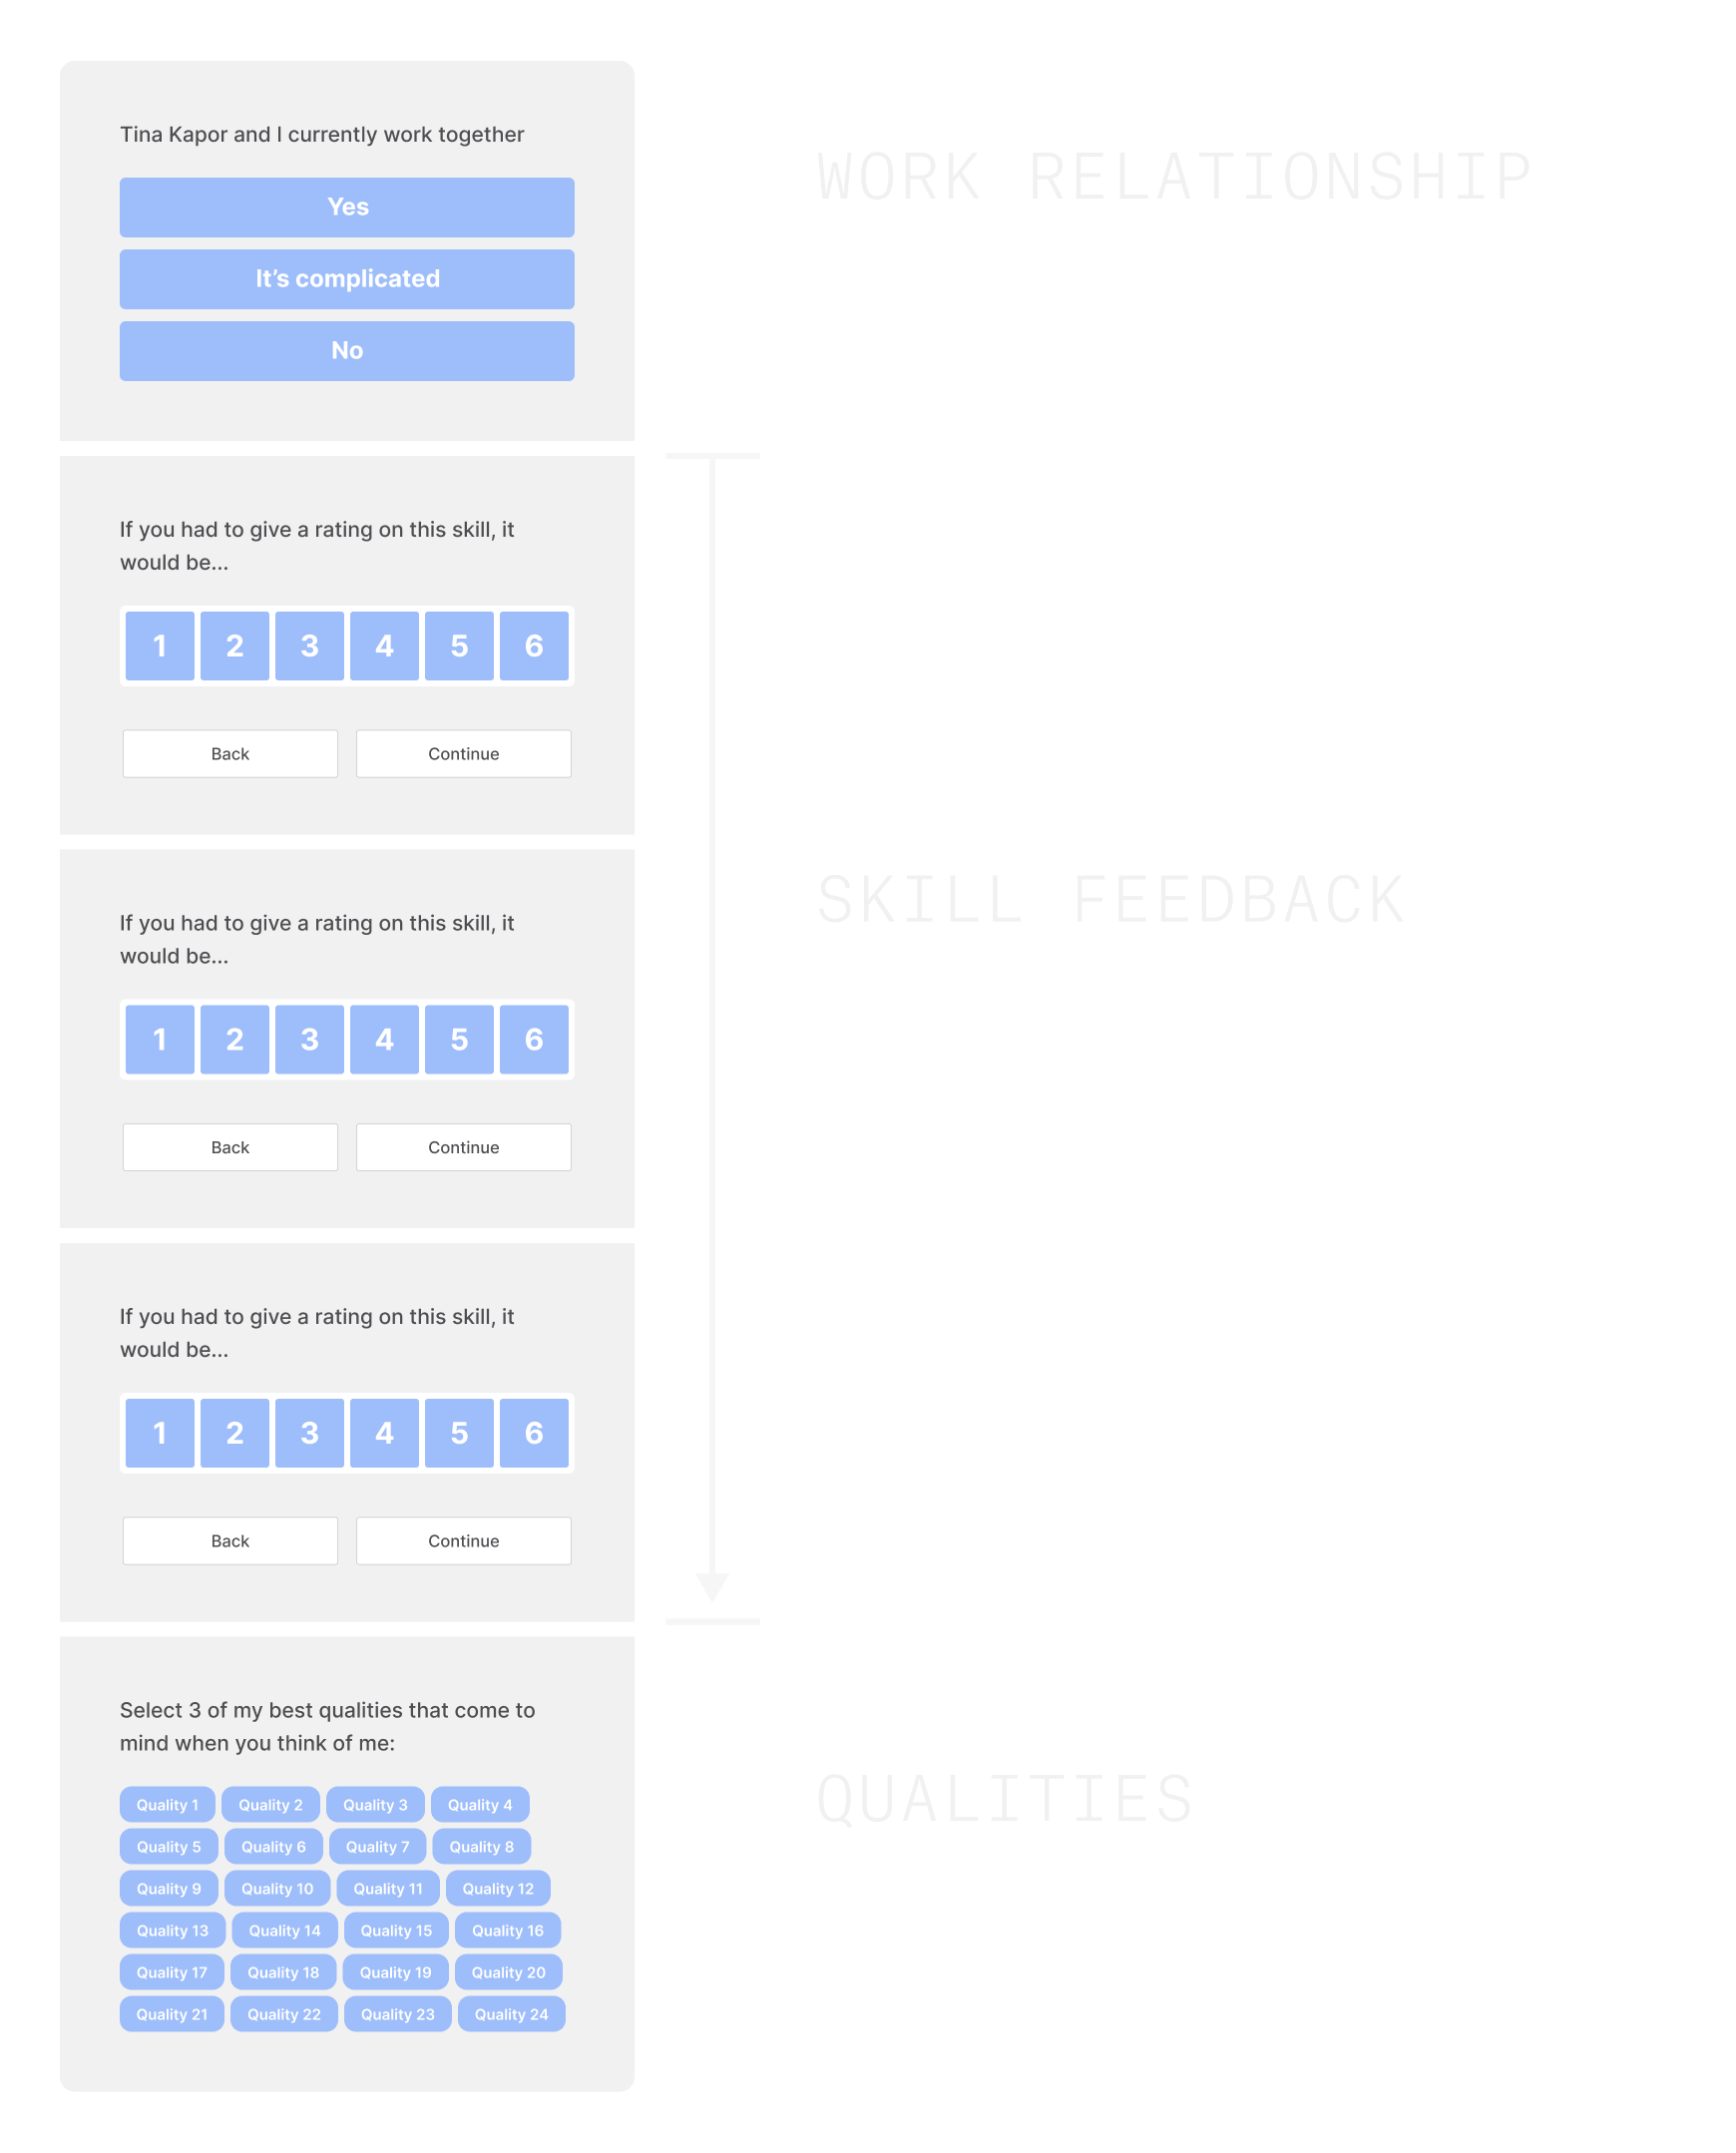 Tina Kapor and I currently work together
WORK RELATIONSHIP
Yes
It’s complicated
No
If you had to give a rating on this skill, it
would be...
1 2 3 4 5 6
Back Continue
SKILL FEEDBACK
If you had to give a rating on this skill, it
would be...
1 2 3 4 5 6
Back Continue
If you had to give a rating on this skill, it
would be...
1 2 3 4 5 6
Back Continue
Select 3 of my best qualities that come to
mind when you think of me:
QUALITIES
Quality 1 Quality 2 Quality 3 Quality 4
Quality 5 Quality 6 Quality 7 Quality 8
Quality 9 Quality 10 Quality 11 Quality 12
Quality 13 Quality 14 Quality 15 Quality 16
Quality 17 Quality 18 Quality 19 Quality 20
Quality 21 Quality 22 Quality 23 Quality 24